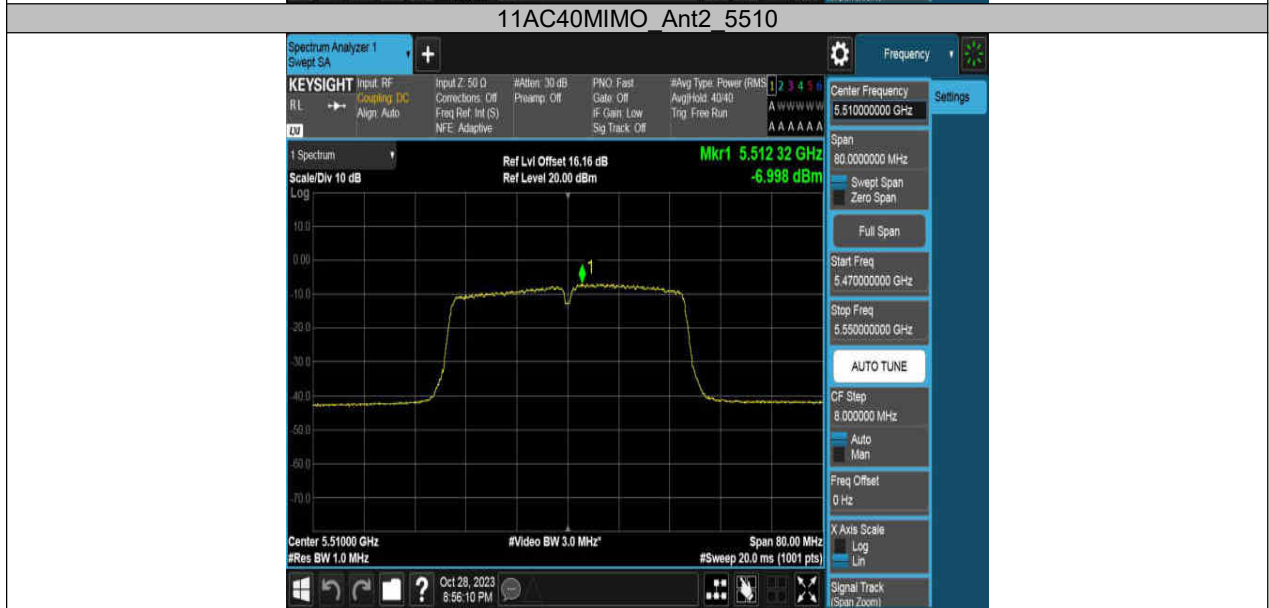 11AC40MIMO_Ant2_5510
Spectrum Analyzer 1
Swept SA
+
Frequency
KEYSIGHT
RL
LXI
Input: RF
Coupling: DC
Align: Auto
Input Z: 50 Ω
Corrections: Off
Freq Ref: Int (S)
NFE: Adaptive
#Atten: 30 dB
Preamp: Off
PNO: Fast
Gate: Off
IF Gain: Low
Sig Track: Off
#Avg Type: Power (RMS
Avg|Hold: 40/40
Trig: Free Run
1 2 3 4 5 6
A W W W W W
A A A A A A
1 Spectrum
Scale/Div 10 dB
Log
Ref Lvl Offset 16.16 dB
Ref Level 20.00 dBm
Mkr1 5.512 32 GHz
-6.998 dBm
10.0
0.00
-10.0
-20.0
-30.0
-40.0
-50.0
-60.0
-70.0
1
Center 5.51000 GHz
#Res BW 1.0 MHz
#Video BW 3.0 MHz*
Span 80.00 MHz
#Sweep 20.0 ms (1001 pts)
?
Oct 28, 2023
8:56:10 PM
Center Frequency
5.510000000 GHz
Settings
Span
80.0000000 MHz
Swept Span
Zero Span
Full Span
Start Freq
5.470000000 GHz
Stop Freq
5.550000000 GHz
AUTO TUNE
CF Step
8.000000 MHz
Auto
Man
Freq Offset
0 Hz
X Axis Scale
Log
Lin
Signal Track
(Span Zoom)